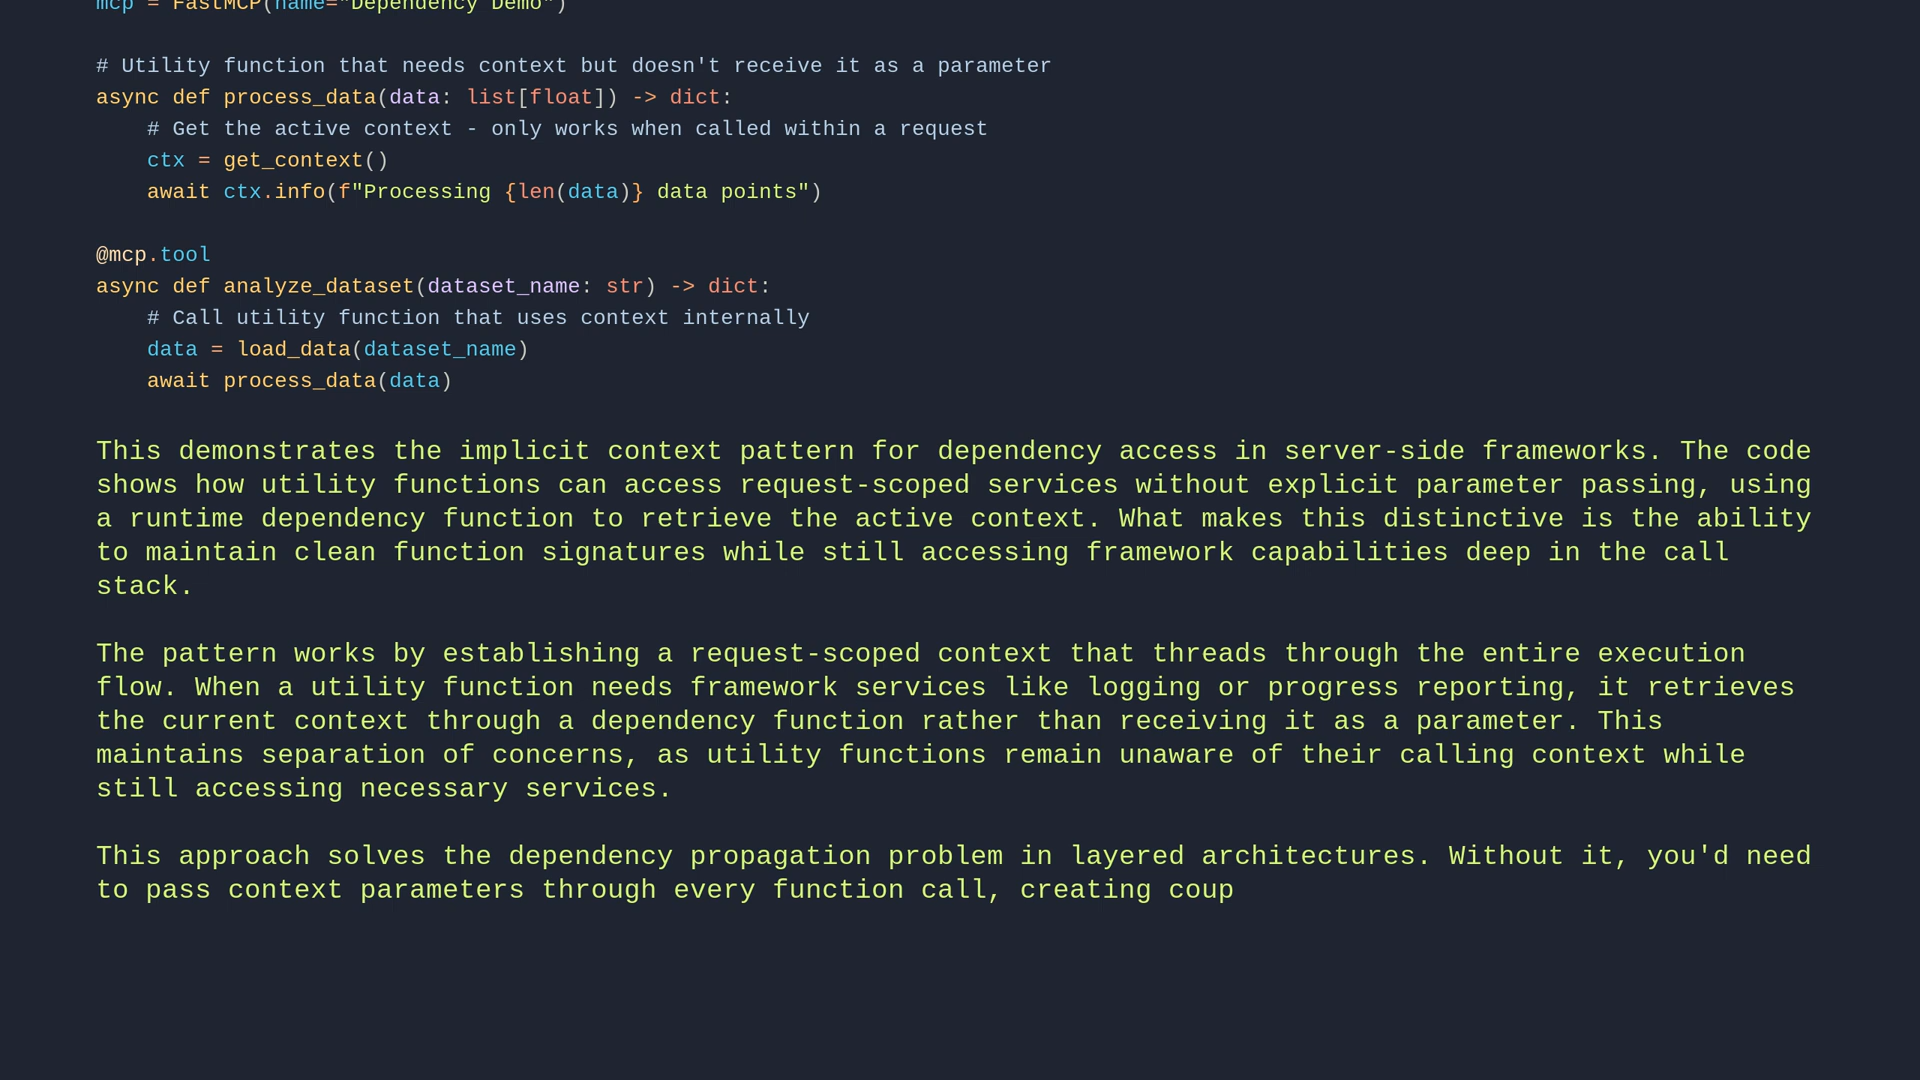 mcp = FastMCP(name="Dependency Demo")
# Utility function that needs context but doesn't receive it as a parameter
async def process_data(data: list[float]) -> dict:
    # Get the active context - only works when called within a request
    ctx = get_context()
    await ctx.info(f"Processing {len(data)} data points")
@mcp.tool
async def analyze_dataset(dataset_name: str) -> dict:
    # Call utility function that uses context internally
    data = load_data(dataset_name)
    await process_data(data)
This demonstrates the implicit context pattern for dependency access in server-side frameworks. The code
shows how utility functions can access request-scoped services without explicit parameter passing, using
a runtime dependency function to retrieve the active context. What makes this distinctive is the ability
to maintain clean function signatures while still accessing framework capabilities deep in the call
stack.
The pattern works by establishing a request-scoped context that threads through the entire execution
flow. When a utility function needs framework services like logging or progress reporting, it retrieves
the current context through a dependency function rather than receiving it as a parameter. This
maintains separation of concerns, as utility functions remain unaware of their calling context while
still accessing necessary services.
This approach solves the dependency propagation problem in layered architectures. Without it, you'd need
to pass context parameters through every function call, creating coup